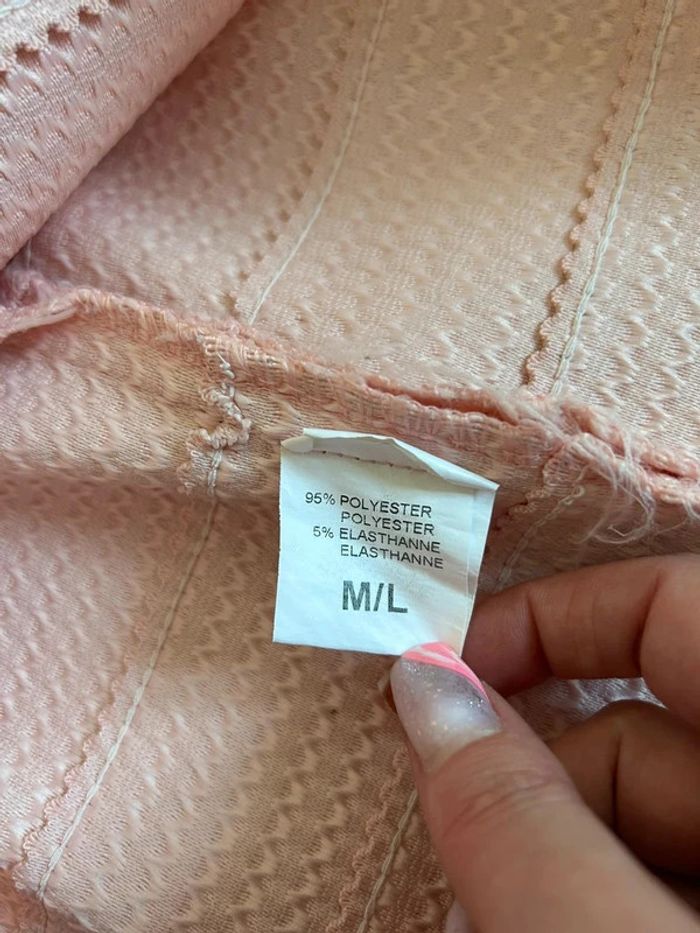 95% POLYESTER
POLYESTER
5% ELASTHANNE
ELASTHANNE
M/L